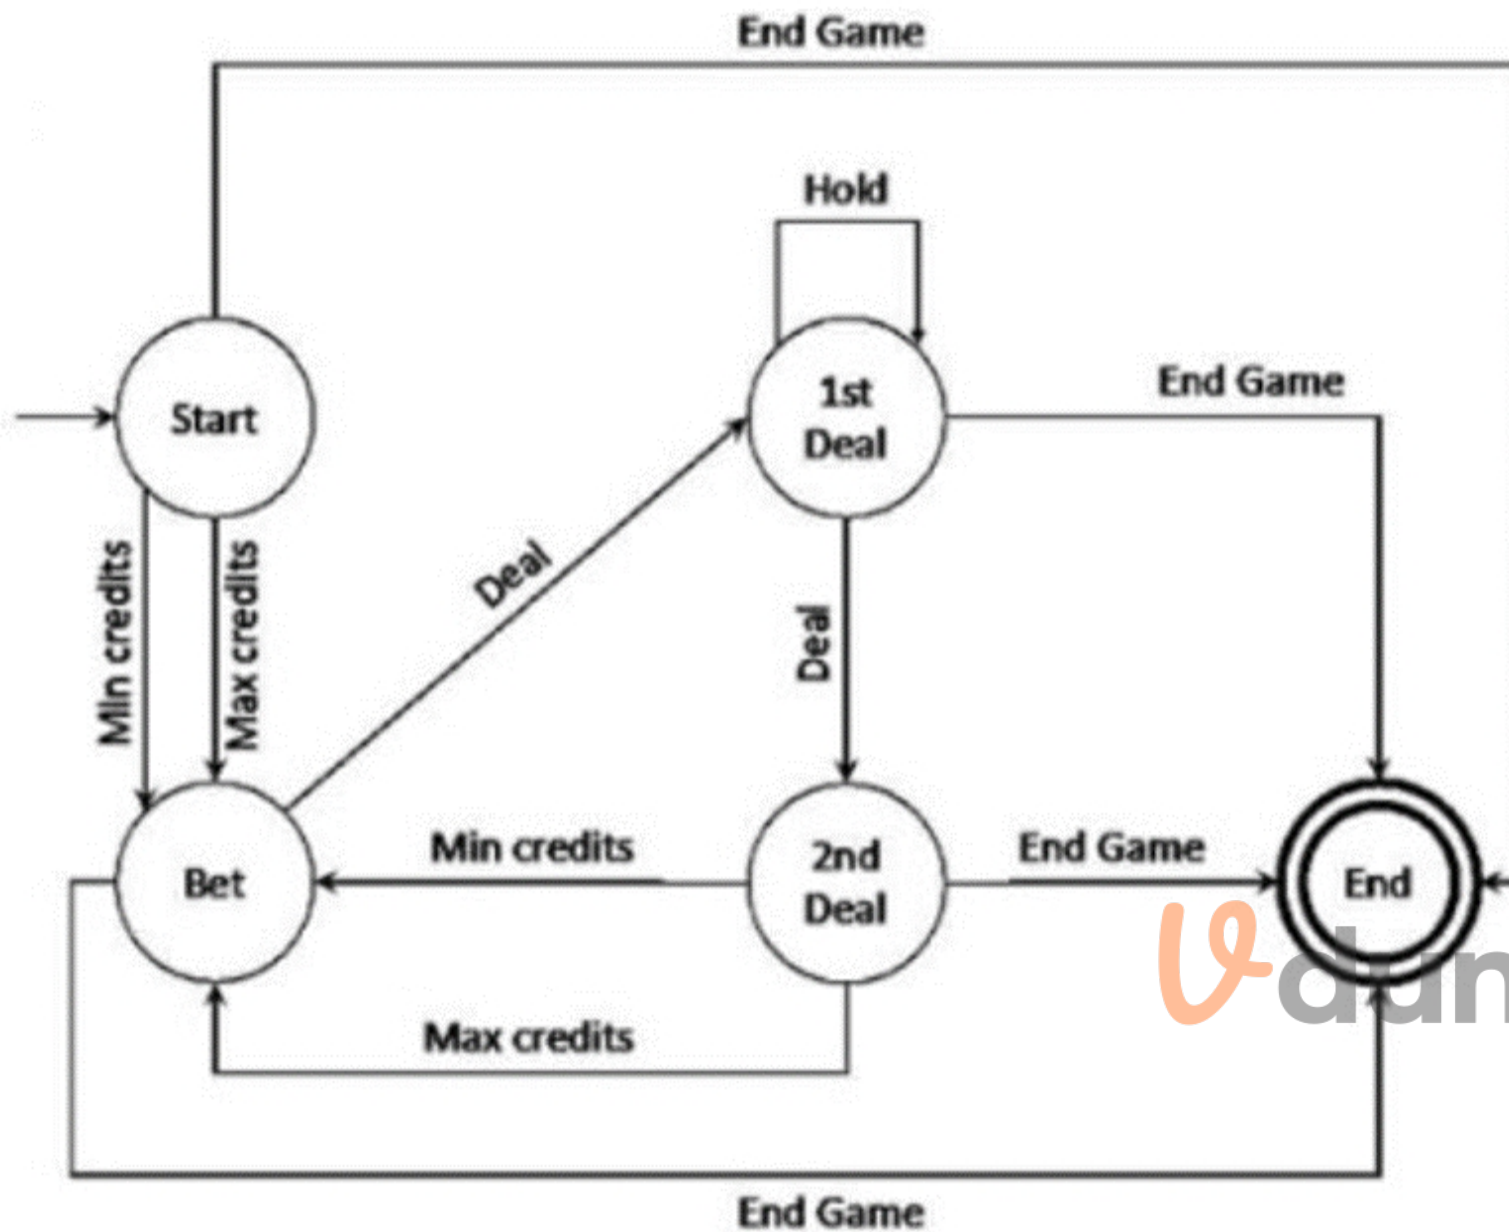 End Game
Hold
Start
1st
Deal
End Game
Min credits
Max credits
Deal
Deal
Bet
Min credits
2nd
Deal
End Game
End
Max credits
End Game